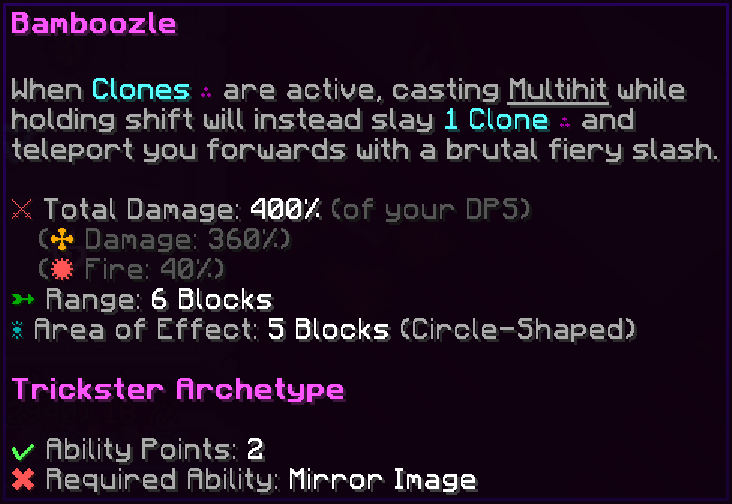 Bamboozle
When Clones are active, casting Multihit while
holding shift will instead slay 1 Clone and
teleport you forwards with a brutal fiery slash.
Total Damage: 400% (of your DPS)
(Damage: 360%)
(Fire: 40%)
Range: 6 Blocks
Area of Effect: 5 Blocks (Circle-Shaped)
Trickster Archetype
Ability Points: 2
Required Ability: Mirror Image